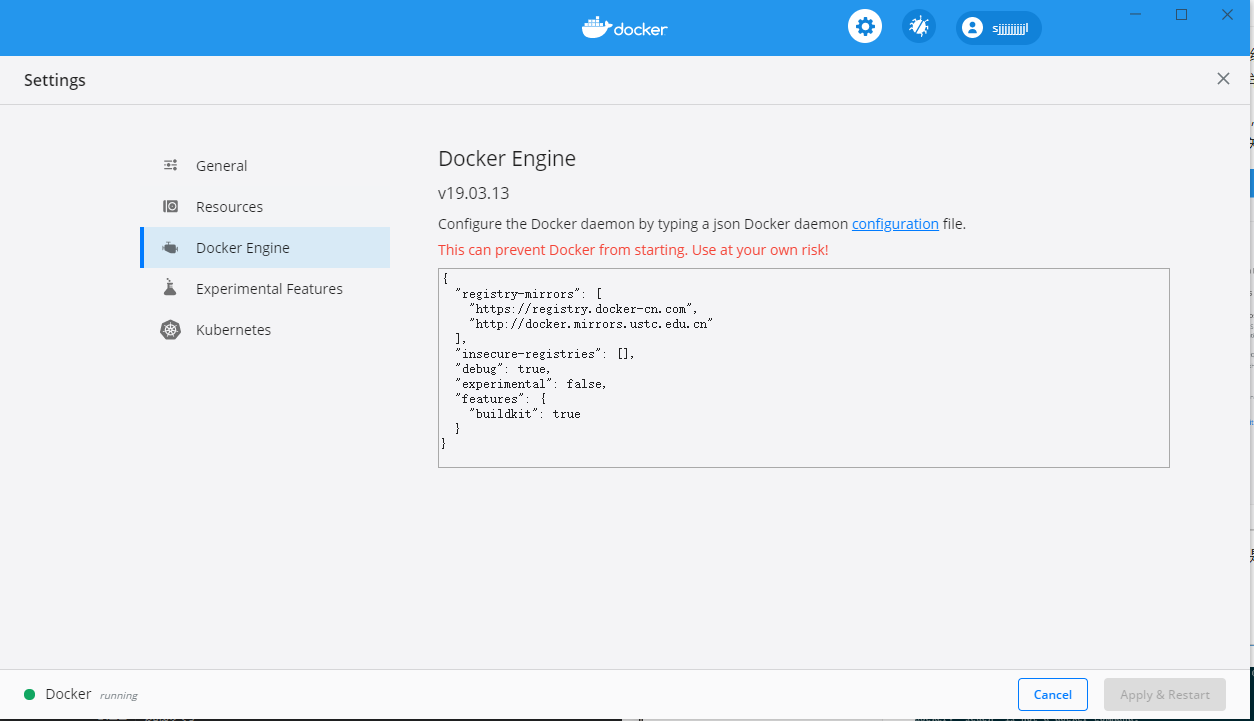 docker
sjjjjjjjjl
Settings
General
Resources
Docker Engine
Experimental Features
Kubernetes
Docker Engine
v19.03.13
Configure the Docker daemon by typing a json Docker daemon configuration file.
This can prevent Docker from starting. Use at your own risk!
{
"registry-mirrors": [
"https://registry.docker-cn.com",
"http://docker.mirrors.ustc.edu.cn"
],
"insecure-registries": [],
"debug": true,
"experimental": false,
"features": {
"buildkit": true
}
}
Docker running
Cancel
Apply & Restart